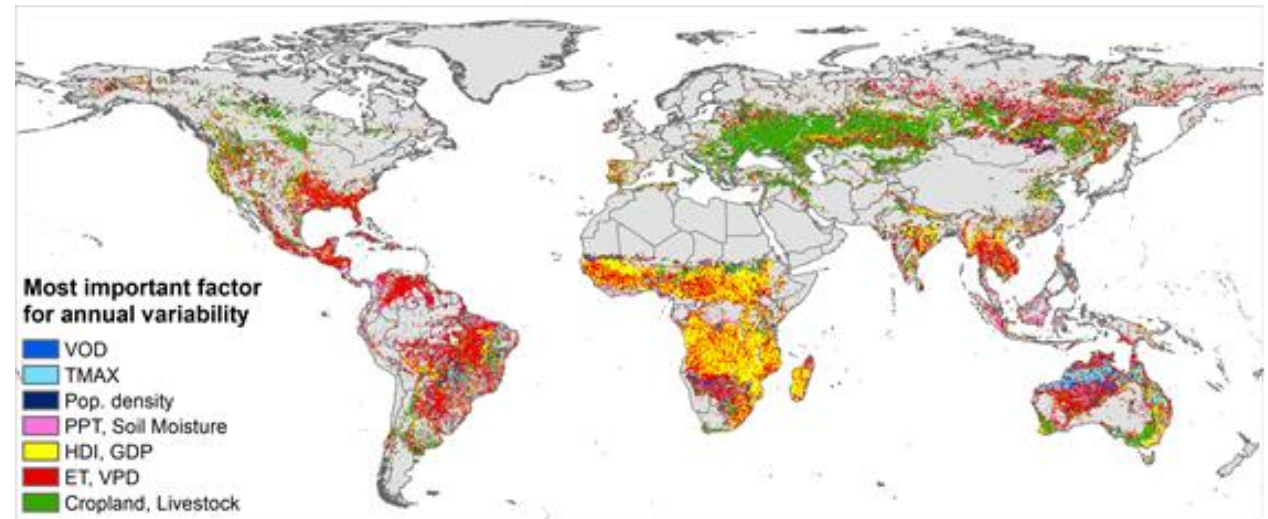 Most important factor
for annual variability
VOD
TMAX
Pop. density
PPT, Soil Moisture
HDI, GDP
ET, VPD
Cropland, Livestock